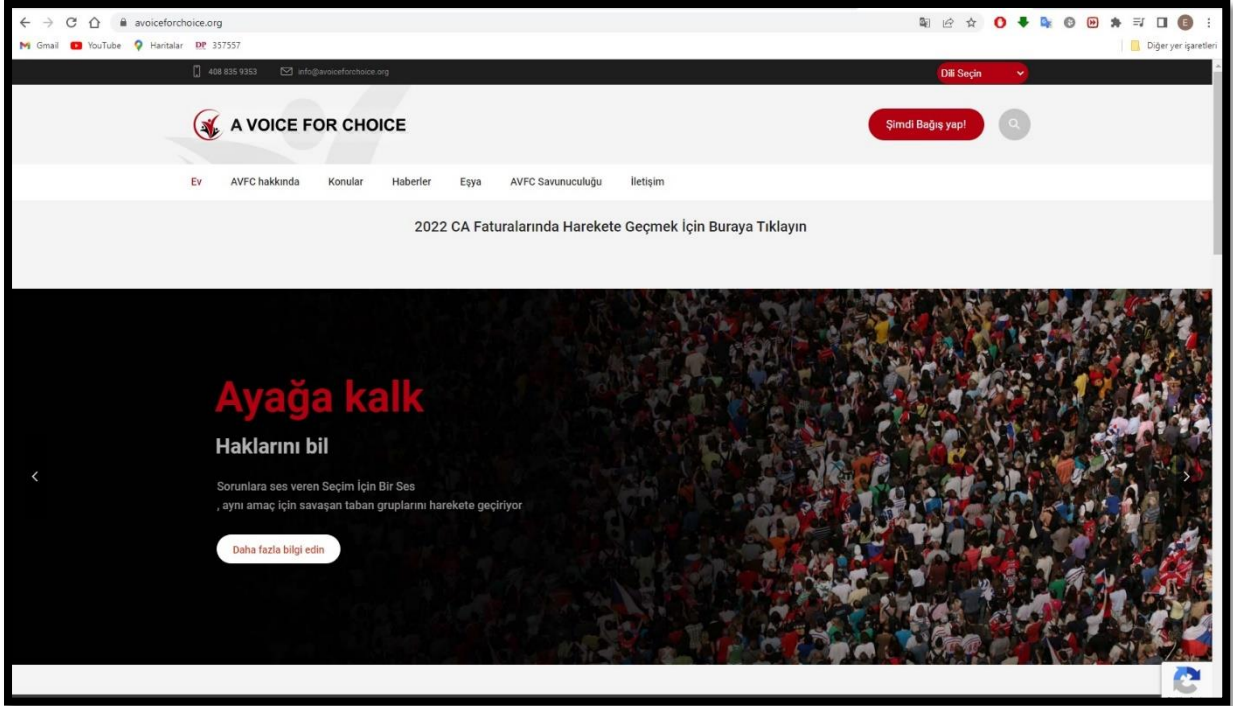 avoiceforchoice.org
Gmail YouTube Haritalar DP 357557 Diğer yer işaretleri
408 835 9353 info@avoiceforchoice.org Dili Seçin
A VOICE FOR CHOICE Şimdi Bağış yap!
Ev AVFC hakkında Konular Haberler Eşya AVFC Savunuculuğu İletişim
2022 CA Faturalarında Harekete Geçmek İçin Buraya Tıklayın
Ayağa kalk
Haklarını bil
Sorunlara ses veren Seçim İçin Bir Ses
, aynı amaç için savaşan taban gruplarını harekete geçiriyor
Daha fazla bilgi edin